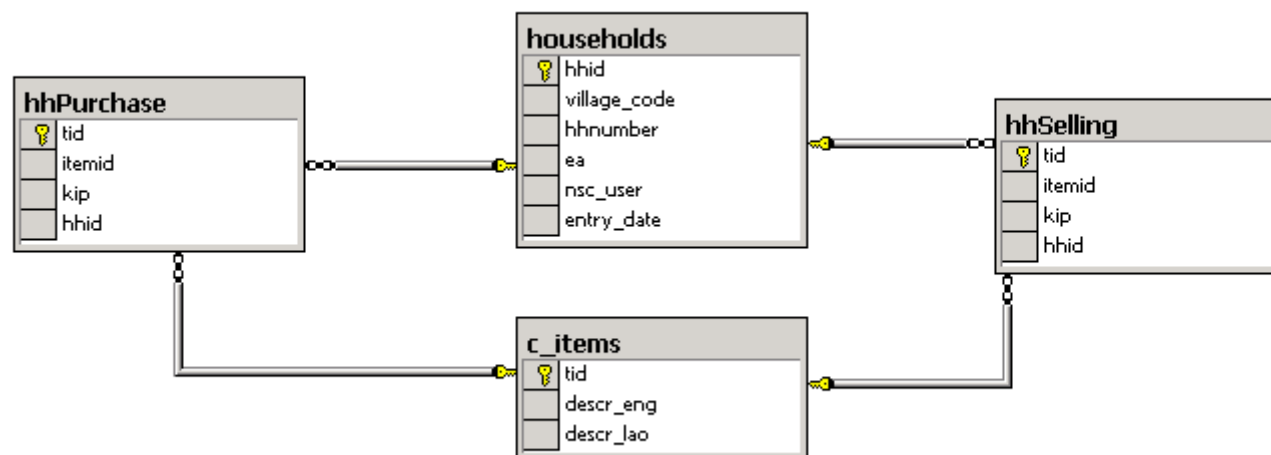 households
hhid
village_code
hhnumber
ea
nsc_user
entry_date
hhPurchase
tid
itemid
kip
hhid
hhSelling
tid
itemid
kip
hhid
c_items
tid
descr_eng
descr_lao